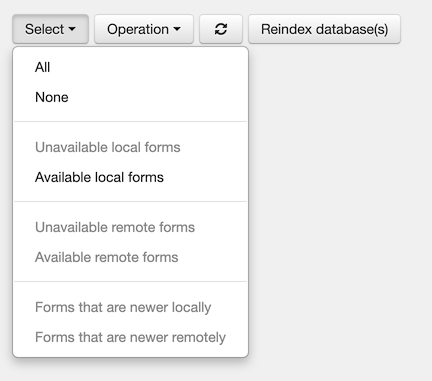 Select
Operation
Reindex database(s)
All
None
Unavailable local forms
Available local forms
Unavailable remote forms
Available remote forms
Forms that are newer locally
Forms that are newer remotely